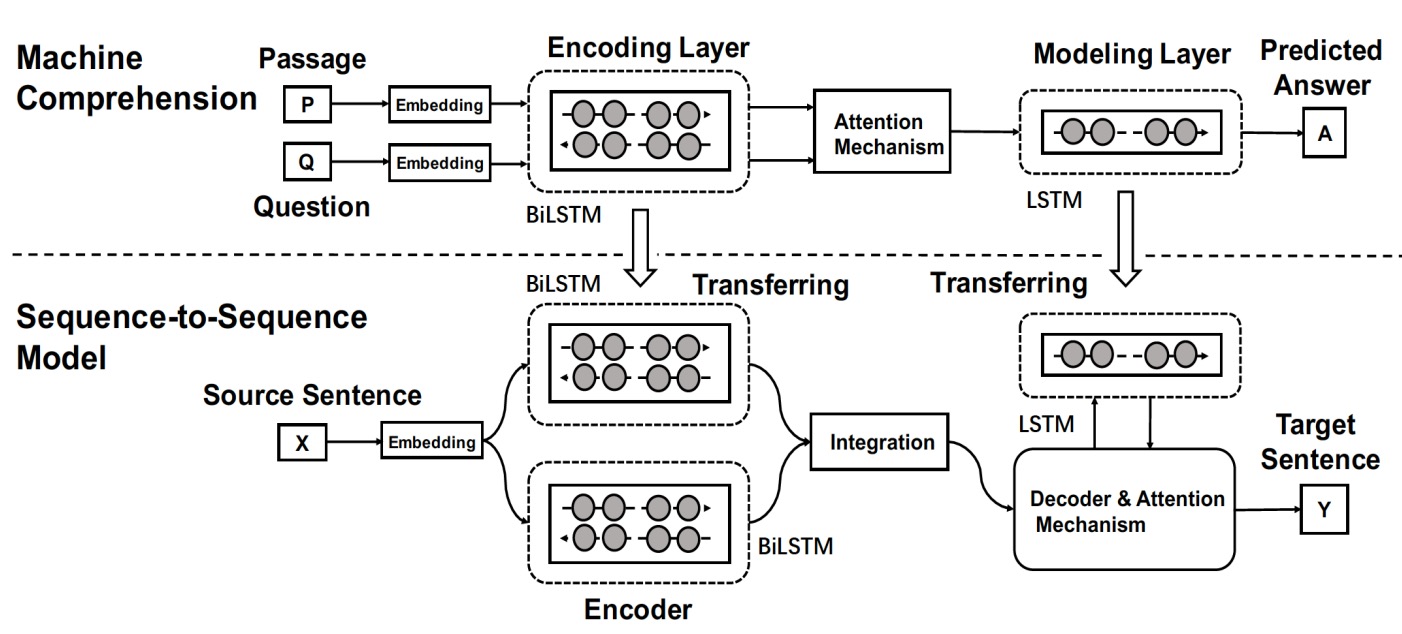 Machine
Comprehension
Passage
P
Embedding
Q
Embedding
Question
Encoding Layer
BiLSTM
Attention
Mechanism
Modeling Layer
LSTM
Predicted
Answer
A
Transferring
Transferring
Sequence-to-Sequence
Model
Source Sentence
X
Embedding
BiLSTM
BiLSTM
Encoder
Integration
LSTM
Decoder & Attention
Mechanism
Target
Sentence
Y